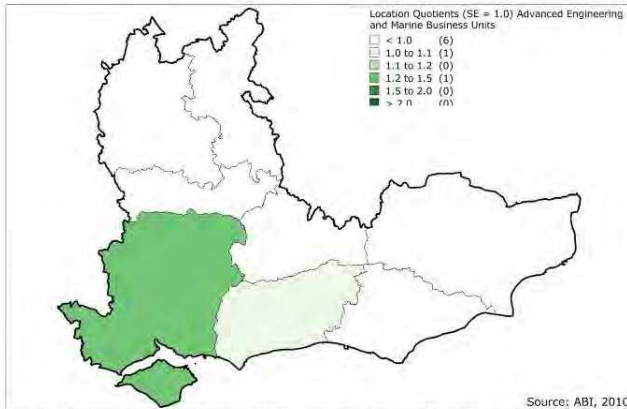 Location Quotients (SE = 1.0) Advanced Engineering
and Marine Business Units
< 1.0 (6)
1.0 to 1.1 (1)
1.1 to 1.2 (0)
1.2 to 1.5 (1)
1.5 to 2.0 (0)
> 2.0 (0)
Source: ABI, 2010